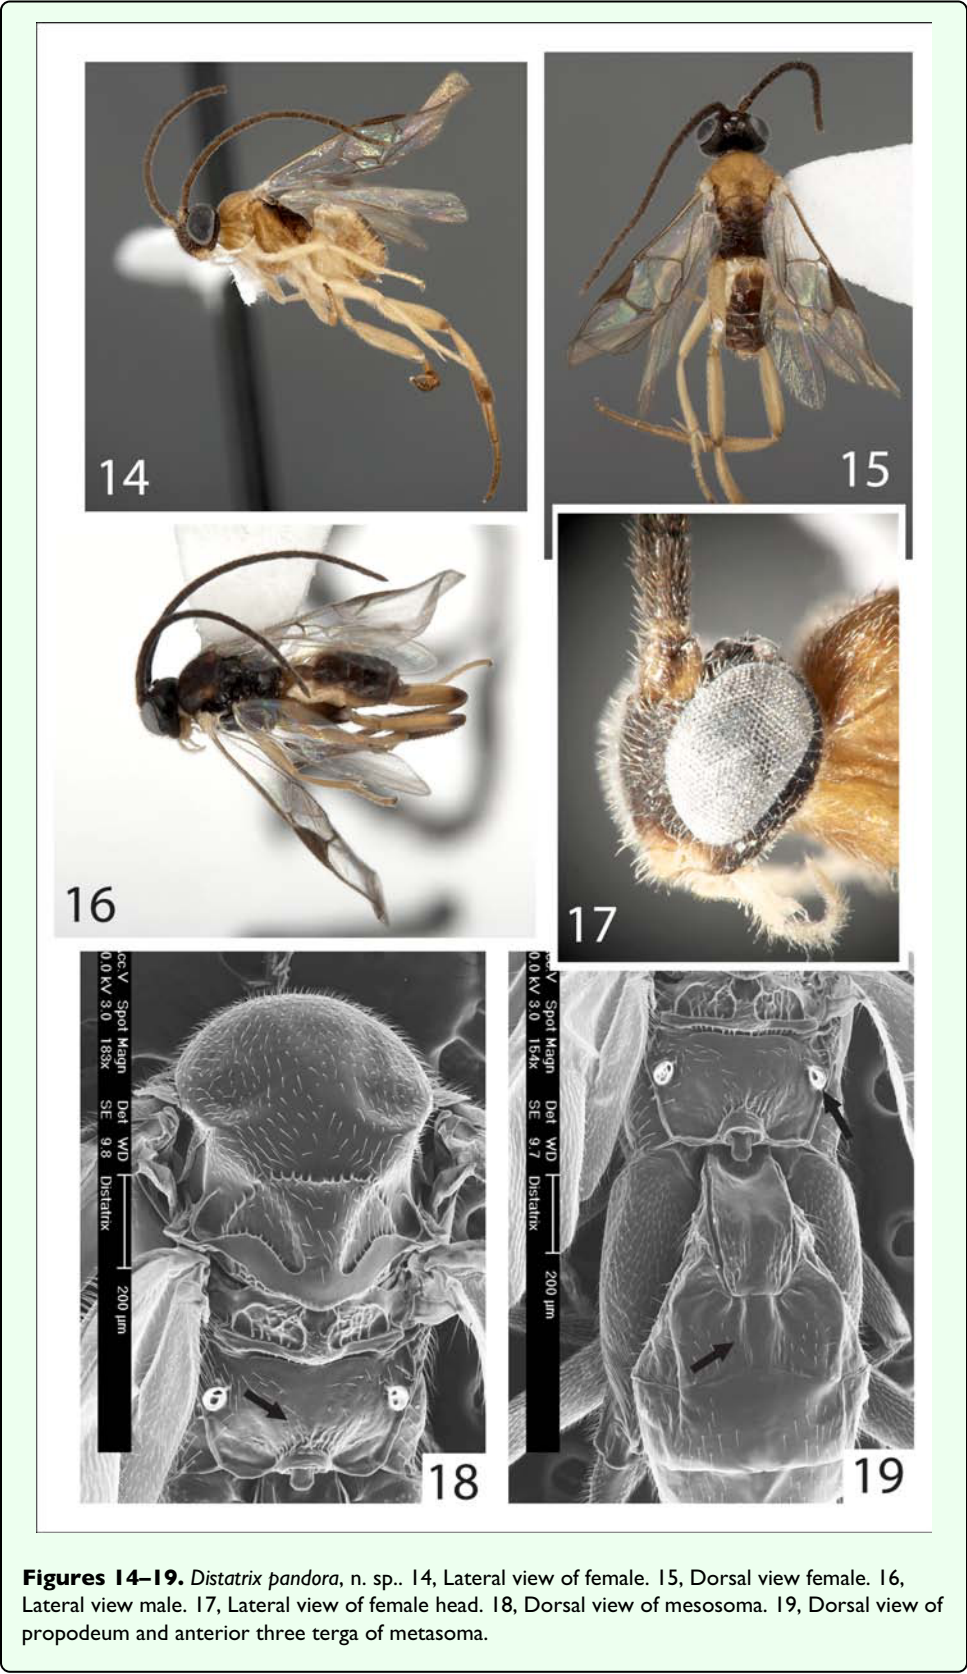 14
15
16
17
cc.V Spot Magn Det WD
0.0 kV 3.0 183x SE 9.8 Distatrix
200 µm
18
cc.V Spot Magn Det WD
0.0 kV 3.0 154x SE 9.7 Distatrix
200 µm
19
Figures 14–19. Distatrix pandora, n. sp.. 14, Lateral view of female. 15, Dorsal view female. 16,
Lateral view male. 17, Lateral view of female head. 18, Dorsal view of mesosoma. 19, Dorsal view of
propodeum and anterior three terga of metasoma.